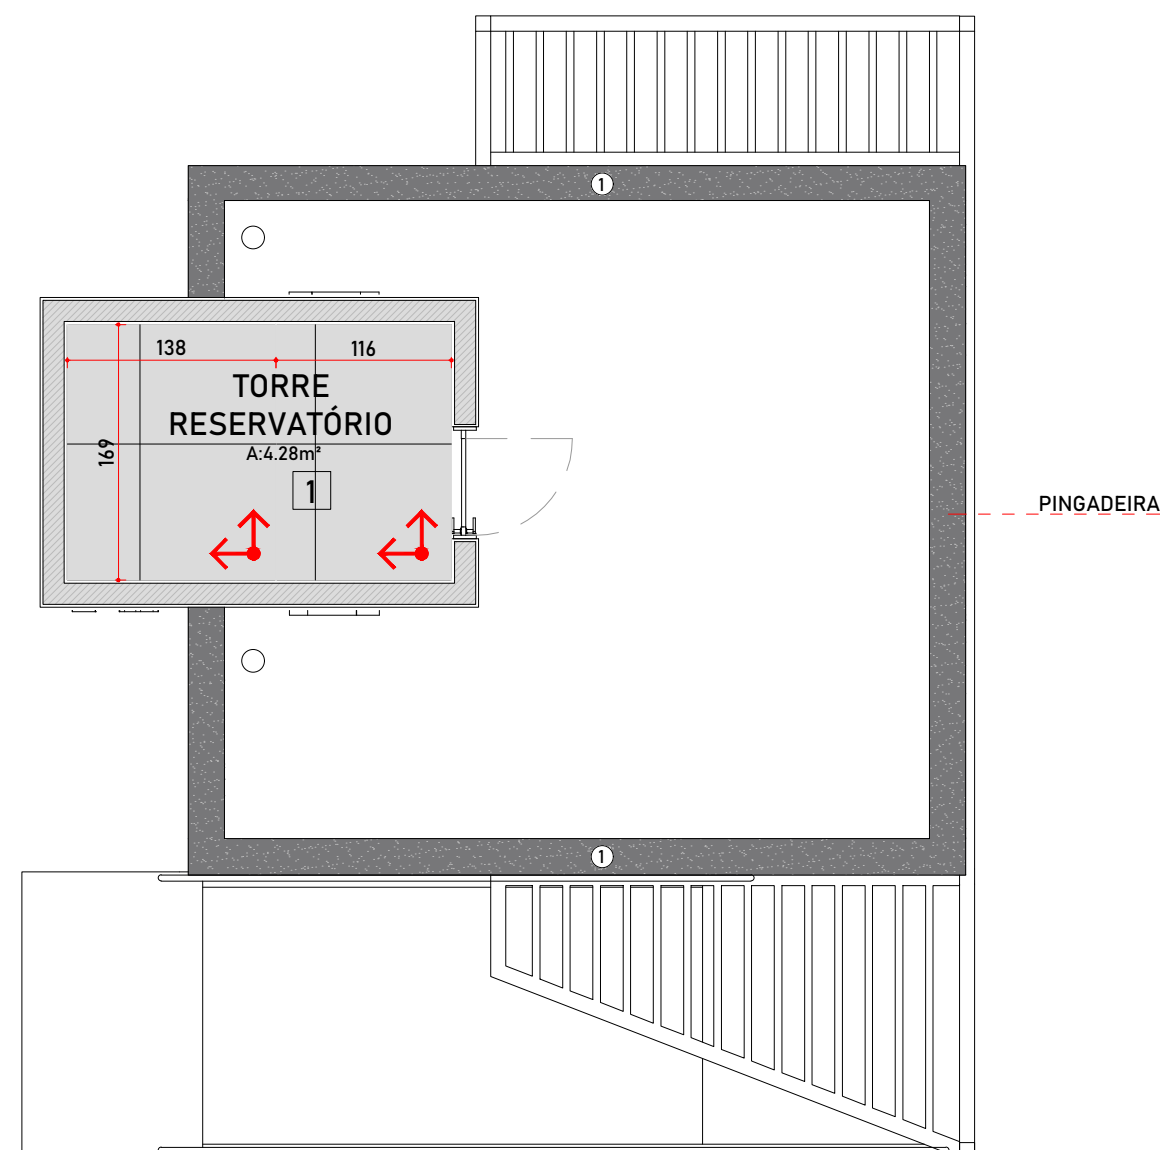 1
138
116
TORRE
RESERVATÓRIO
169
A:4.28m²
1
PINGADEIRA
1